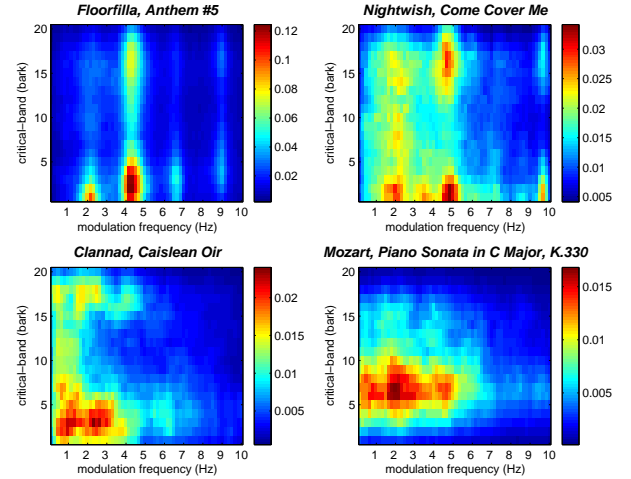 Floorfilla, Anthem #5
critical–band (bark)
20
15
10
5
1 2 3 4 5 6 7 8 9 10
modulation frequency (Hz)
0.12
0.10
0.08
0.06
0.04
0.02
Nightwish, Come Cover Me
critical–band (bark)
20
15
10
5
1 2 3 4 5 6 7 8 9 10
modulation frequency (Hz)
0.03
0.025
0.02
0.015
0.01
0.005
Clannad, Caislean Oir
critical–band (bark)
20
15
10
5
1 2 3 4 5 6 7 8 9 10
modulation frequency (Hz)
0.02
0.015
0.01
0.005
Mozart, Piano Sonata in C Major, K.330
critical–band (bark)
20
15
10
5
1 2 3 4 5 6 7 8 9 10
modulation frequency (Hz)
0.015
0.01
0.005